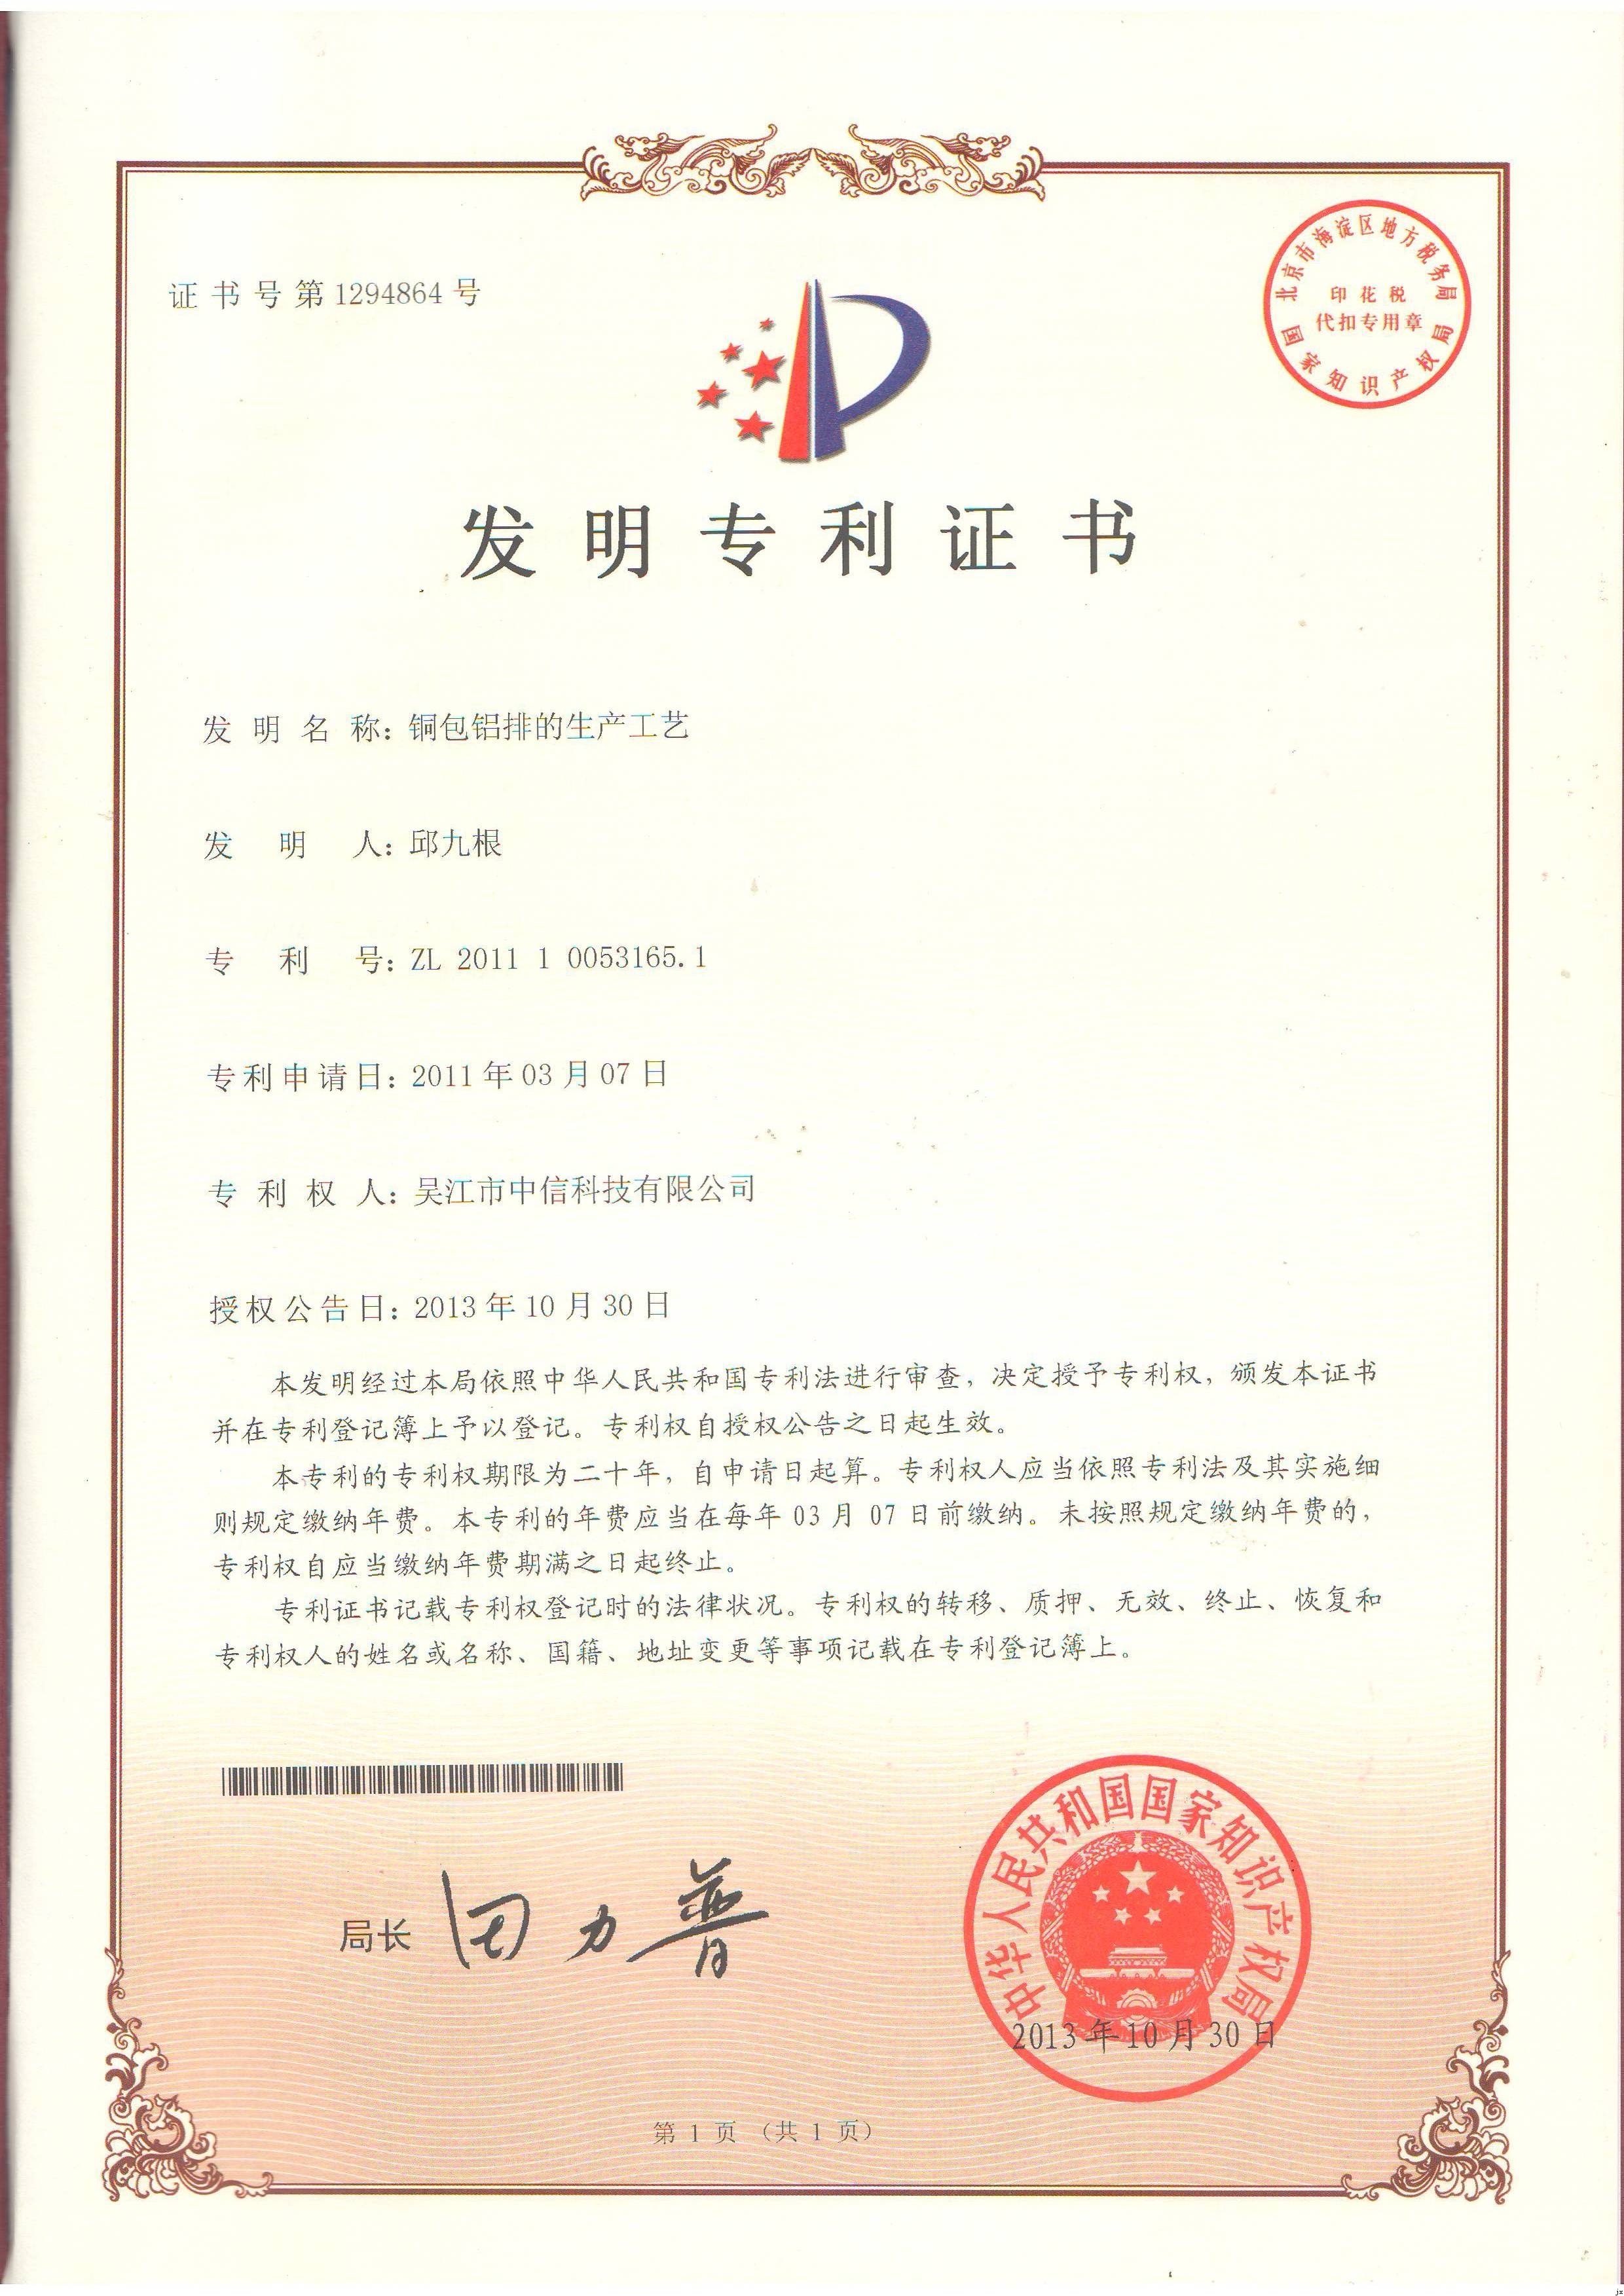 证书号第1294864号
北京市海淀区地方税务局
印花税
代扣专用章
国家知识产权局
发明专利证书
发明名称：铜包铝排的生产工艺
发明人：邱九根
专利号：ZL 2011 1 0053165.1
专利申请日：2011年03月07日
专利权人：吴江市中信科技有限公司
授权公告日：2013年10月30日
本发明经过本局依照中华人民共和国专利法进行审查，决定授予专利权，颁发本证书
并在专利登记簿上予以登记。专利权自授权公告之日起生效。
本专利的专利权期限为二十年，自申请日起算。专利权人应当依照专利法及其实施细
则规定缴纳年费。本专利的年费应当在每年03月07日前缴纳。未按照规定缴纳年费的，
专利权自应当缴纳年费期满之日起终止。
专利证书记载专利权登记时的法律状况。专利权的转移、质押、无效、终止、恢复和
专利权人的姓名或名称、国籍、地址变更等事项记载在专利登记簿上。
局长 田力普
中华人民共和国国家知识产权局
2013年10月30日
第1页（共1页）